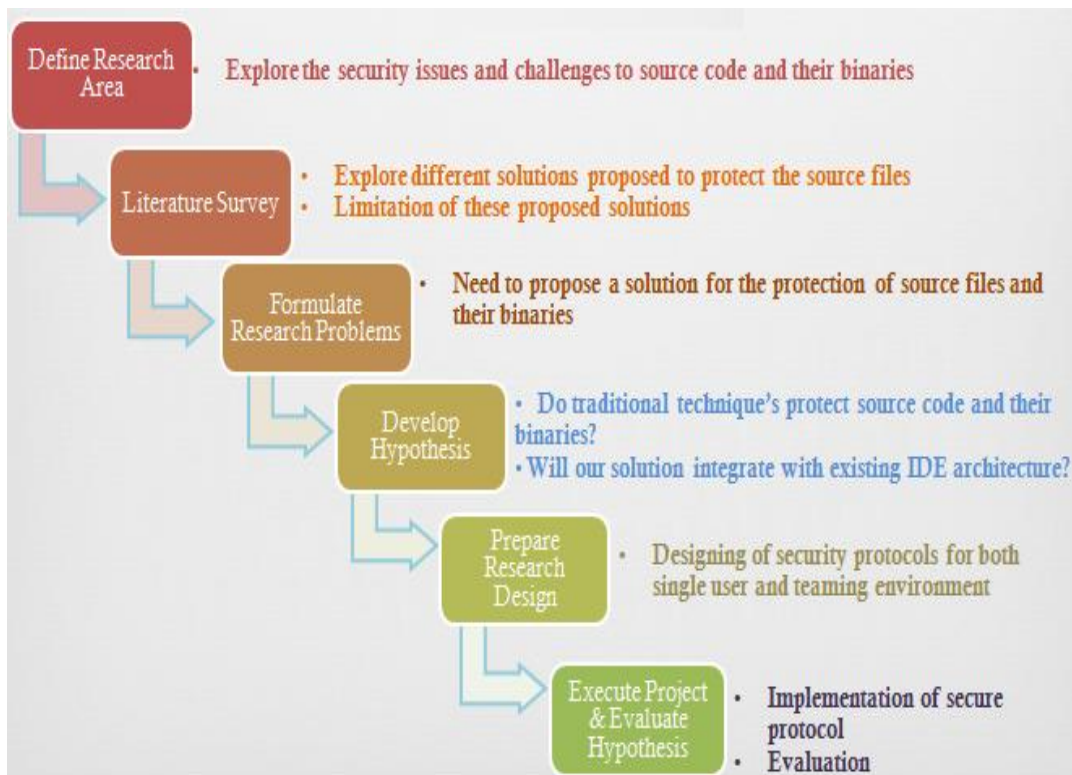 Define Research
Area
• Explore the security issues and challenges to source code and their binaries
Literature Survey
• Explore different solutions proposed to protect the source files
• Limitation of these proposed solutions
Formulate
Research Problems
• Need to propose a solution for the protection of source files and
their binaries
Develop
Hypothesis
• Do traditional technique's protect source code and their
binaries?
• Will our solution integrate with existing IDE architecture?
Prepare
Research
Design
• Designing of security protocols for both
single user and teaming environment
Execute Project
& Evaluate
Hypothesis
• Implementation of secure
protocol
• Evaluation